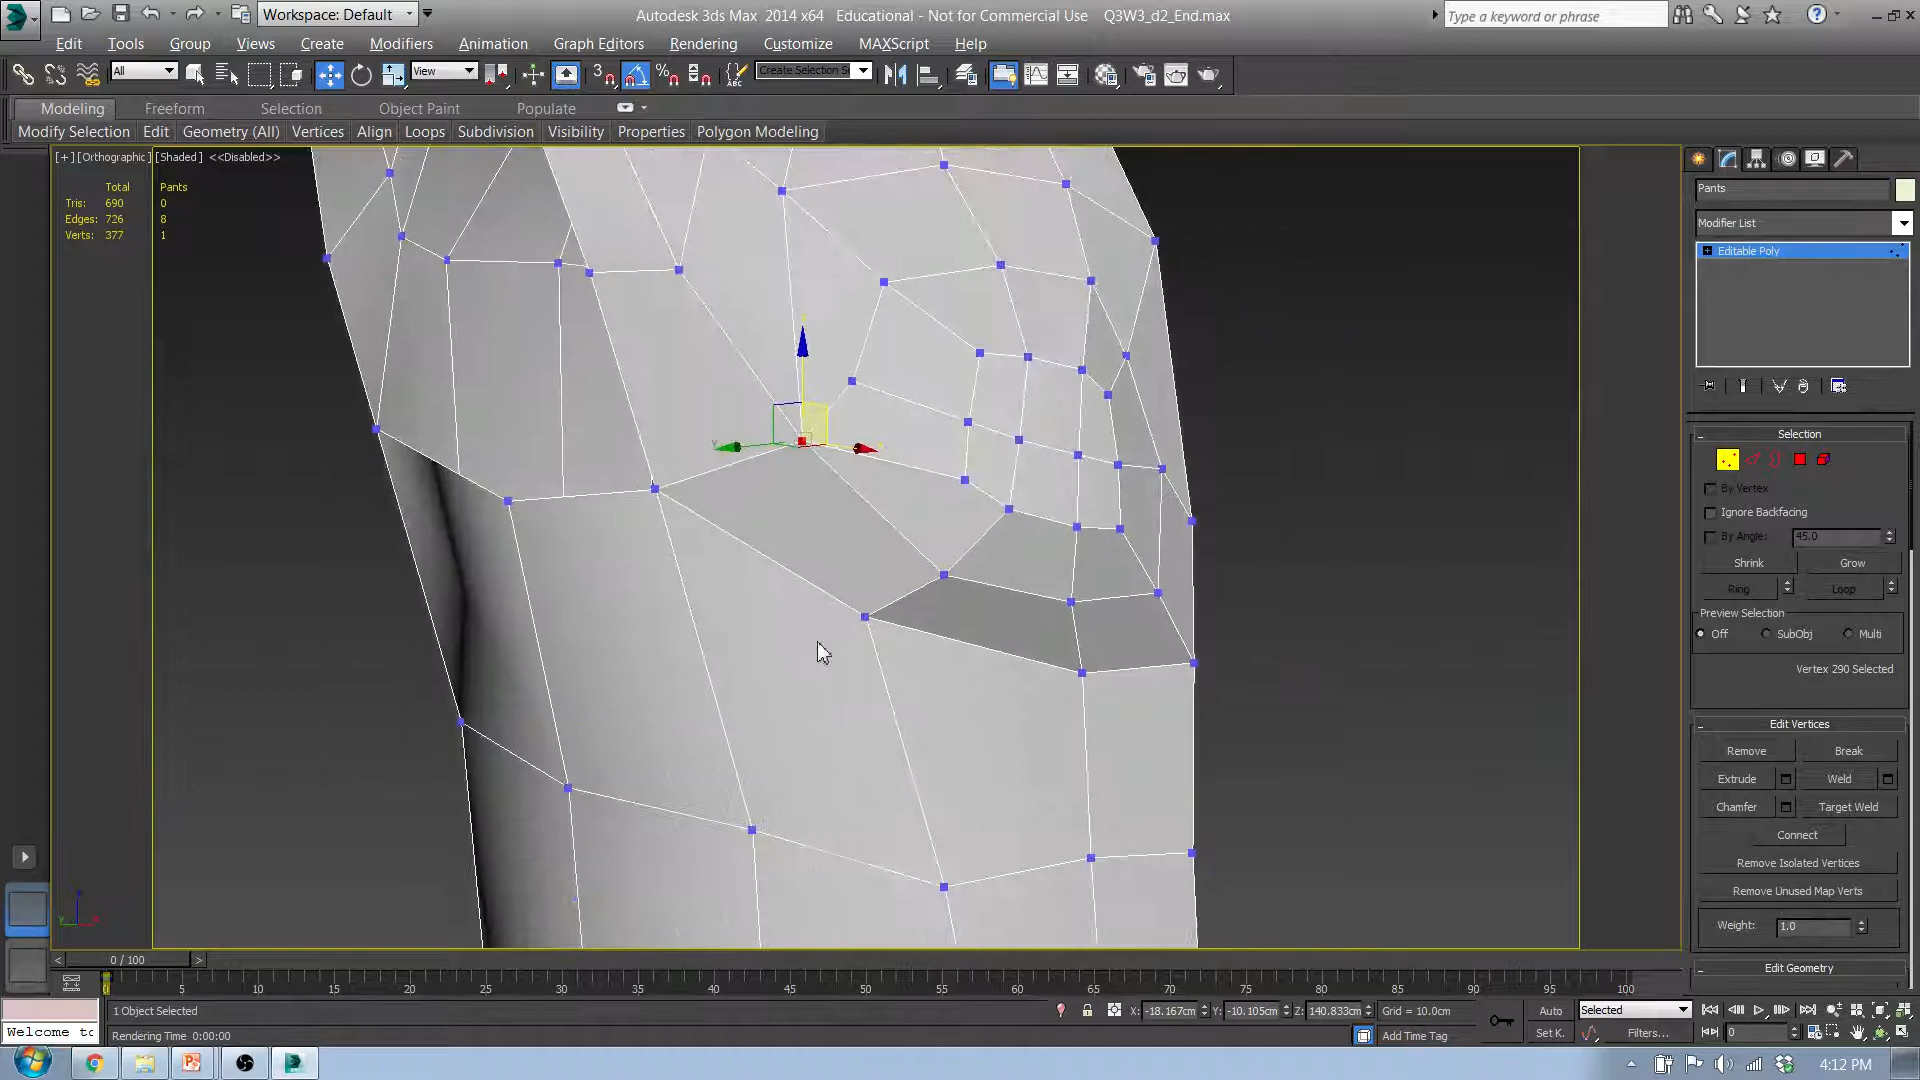 Workspace: Default
Autodesk 3ds Max 2014 x64 Educational - Not for Commercial Use Q3W3_d2_End.max
Type a keyword or phrase
Edit Tools Group Views Create Modifiers Animation Graph Editors Rendering Customize MAXScript Help
All
View
3
Create Selection S
Modeling Freeform Selection Object Paint Populate
Modify Selection Edit Geometry (All) Vertices Align Loops Subdivision Visibility Properties Polygon Modeling
[+][Orthographic][Shaded] <<Disabled>>
Total Pants
Tris: 690 0
Edges: 726 8
Verts: 377 1
Pants
Modifier List
Editable Poly
Selection
By Vertex
Ignore Backfacing
By Angle: 45.0
Shrink Grow
Ring Loop
Preview Selection
Off SubObj Multi
Vertex 290 Selected
Edit Vertices
Remove Break
Extrude Weld
Chamfer Target Weld
Connect
Remove Isolated Vertices
Remove Unused Map Verts
Weight: 1.0
Edit Geometry
< 0 / 100 >
0 5 10 15 20 25 30 35 40 45 50 55 60 65 70 75 80 85 90 95 100
1 Object Selected X: -18.167cm Y: -10.105cm Z: 140.833cm Grid = 10.0cm Auto Selected
Welcome to Rendering Time 0:00:00 Add Time Tag Set K. Filters... 0
4:12 PM